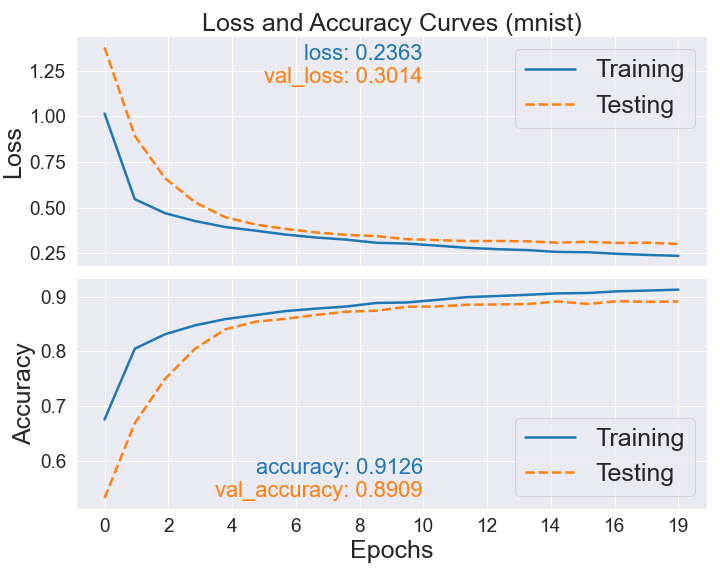 Loss and Accuracy Curves (mnist)
loss: 0.2363
val_loss: 0.3014
Training
Testing
Loss
1.25
1.00
0.75
0.50
0.25
Accuracy
0.9
0.8
0.7
0.6
accuracy: 0.9126
val_accuracy: 0.8909
Training
Testing
0 2 4 6 8 10 12 14 16 19
Epochs